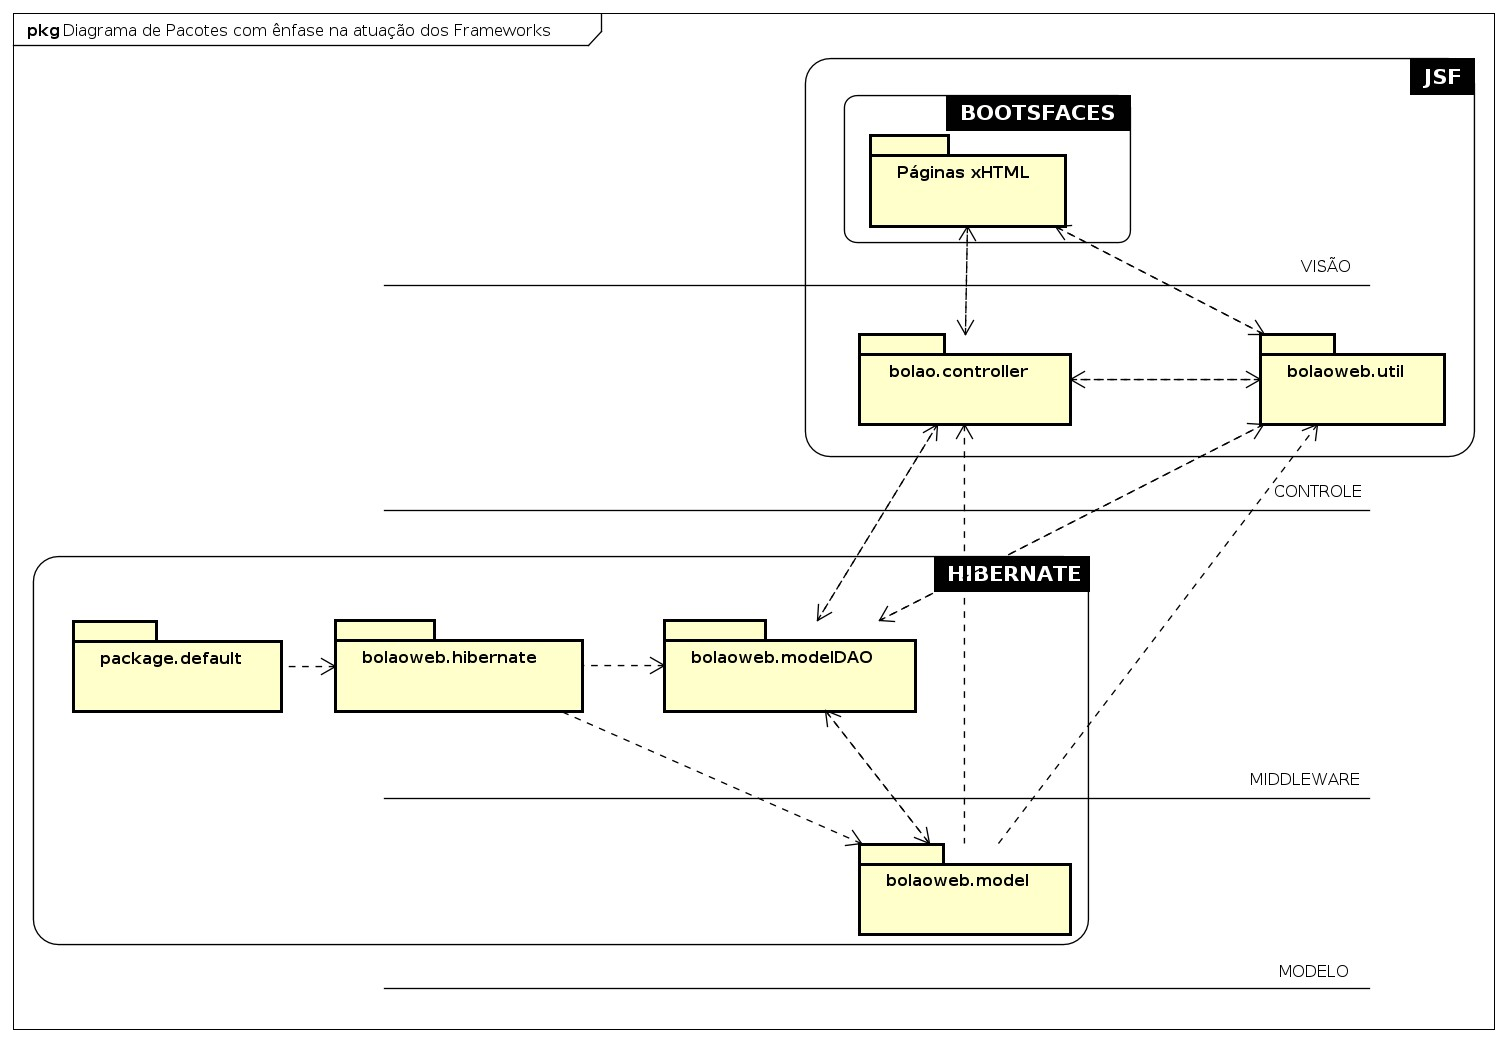 pkg Diagrama de Pacotes com ênfase na atuação dos Frameworks
JSF
BOOTSFACES
Páginas xHTML
VISÃO
bolao.controller
bolaoweb.util
CONTROLE
HIBERNATE
package.default
bolaoweb.hibernate
bolaoweb.modelDAO
MIDDLEWARE
bolaoweb.model
MODELO